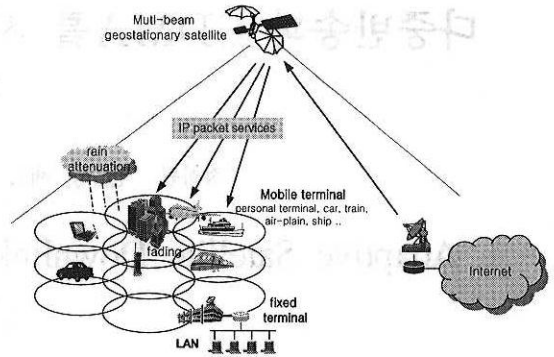 Mutl-beam
geostationary satellite
IP packet services
rain
attenuation
Mobile terminal
personal terminal, car, train,
air-plain, ship ..
fading
Internet
fixed
terminal
LAN